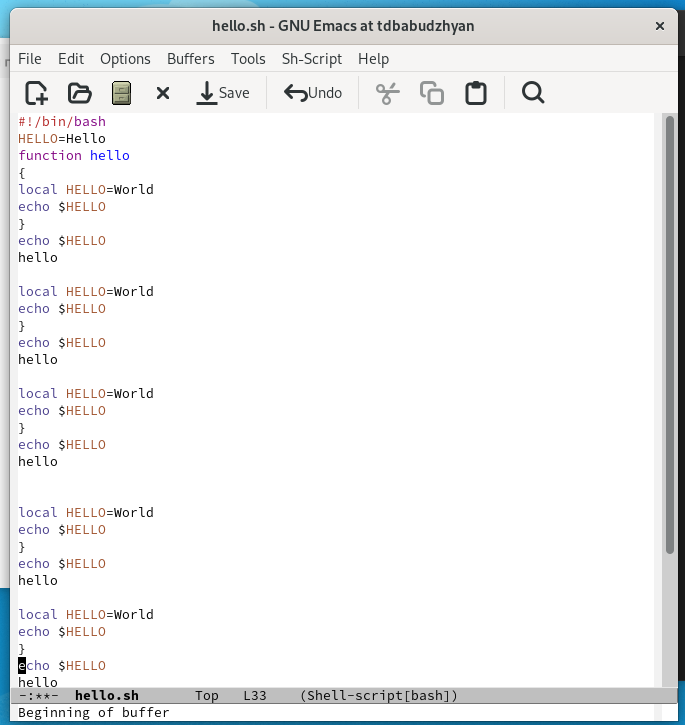 hello.sh - GNU Emacs at tdbabudzhyan ×
File Edit Options Buffers Tools Sh-Script Help
Save Undo
#!/bin/bash
HELLO=Hello
function hello
{
local HELLO=World
echo $HELLO
}
echo $HELLO
hello
local HELLO=World
echo $HELLO
}
echo $HELLO
hello
local HELLO=World
echo $HELLO
}
echo $HELLO
hello
local HELLO=World
echo $HELLO
}
echo $HELLO
hello
local HELLO=World
echo $HELLO
}
echo $HELLO
hello
-:**- hello.sh Top L33 (Shell-script[bash])
Beginning of buffer